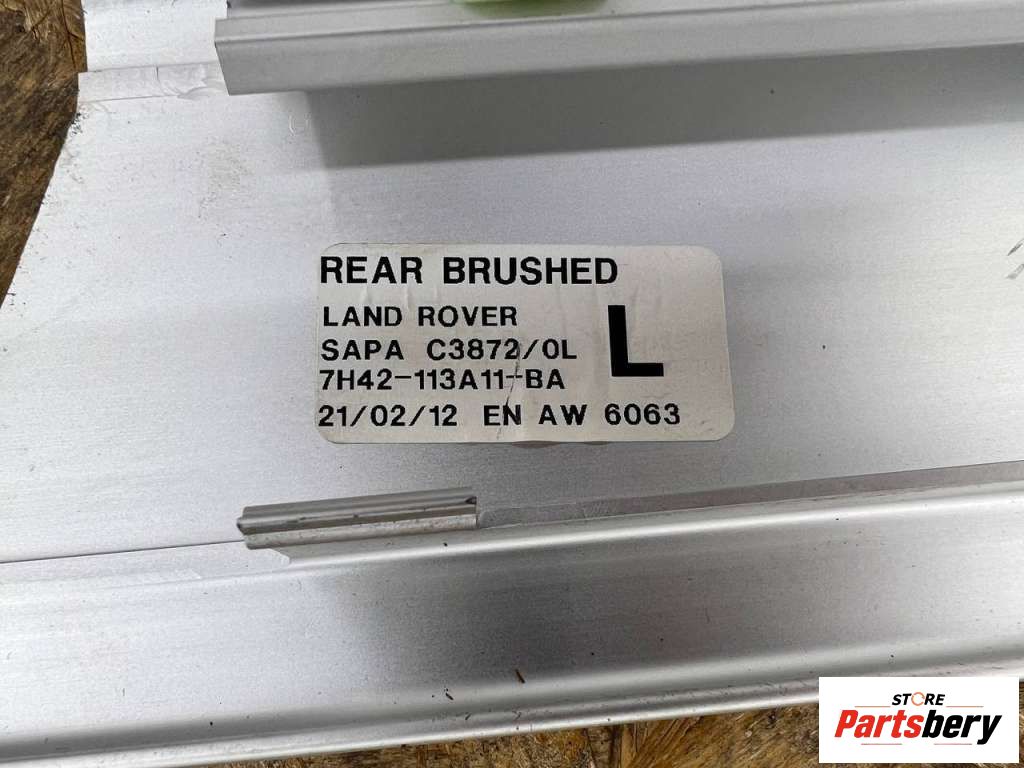 REAR BRUSHED
LAND ROVER
SAPA C3872/0L
L
7H42-113A11-BA
21/02/12 EN AW 6063
STORE
Partsbery